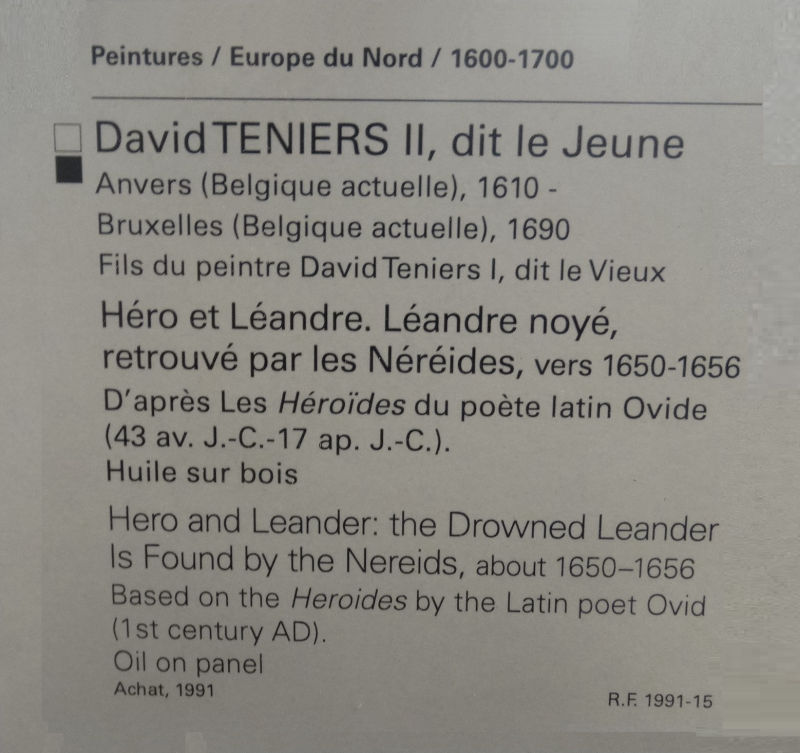 Peintures / Europe du Nord / 1600-1700
David TENIERS II, dit le Jeune
Anvers (Belgique actuelle), 1610 -
Bruxelles (Belgique actuelle), 1690
Fils du peintre David Teniers I, dit le Vieux
Héro et Léandre. Léandre noyé,
retrouvé par les Néréides, vers 1650-1656
D'après Les Héroïdes du poète latin Ovide
(43 av. J.-C.-17 ap. J.-C.).
Huile sur bois
Hero and Leander: the Drowned Leander
Is Found by the Nereids, about 1650–1656
Based on the Heroides by the Latin poet Ovid
(1st century AD).
Oil on panel
Achat, 1991
R.F. 1991-15